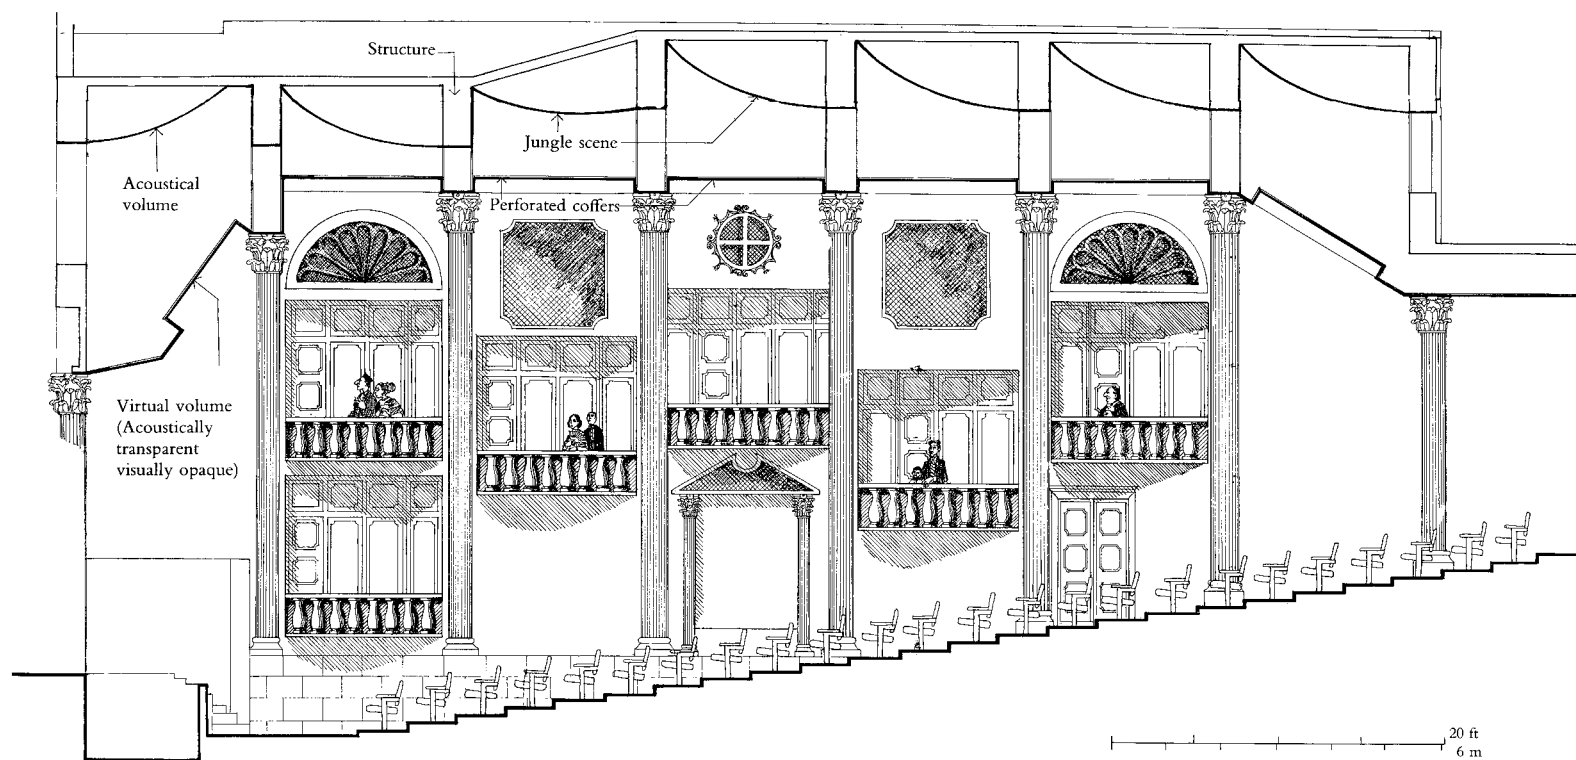 Structure
Jungle scene
Acoustical
volume
Perforated coffers
Virtual volume
(Acoustically
transparent
visually opaque)
20 ft
6 m